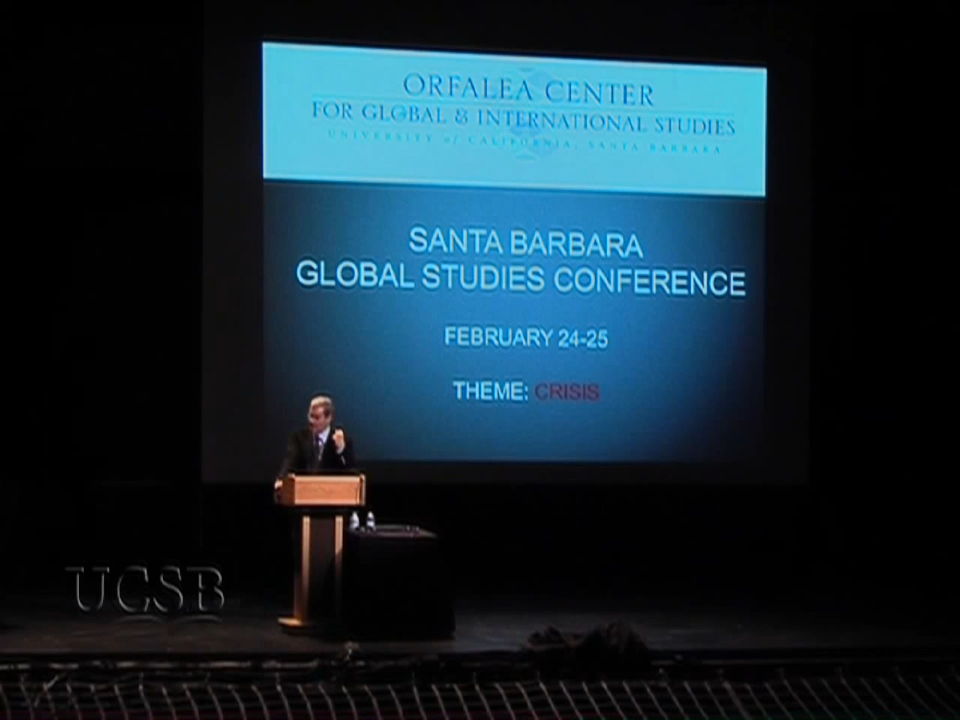 ORFALEA CENTER
FOR GLOBAL & INTERNATIONAL STUDIES
UNIVERSITY of CALIFORNIA, SANTA BARBARA
SANTA BARBARA
GLOBAL STUDIES CONFERENCE
FEBRUARY 24-25
THEME: CRISIS
UCSB